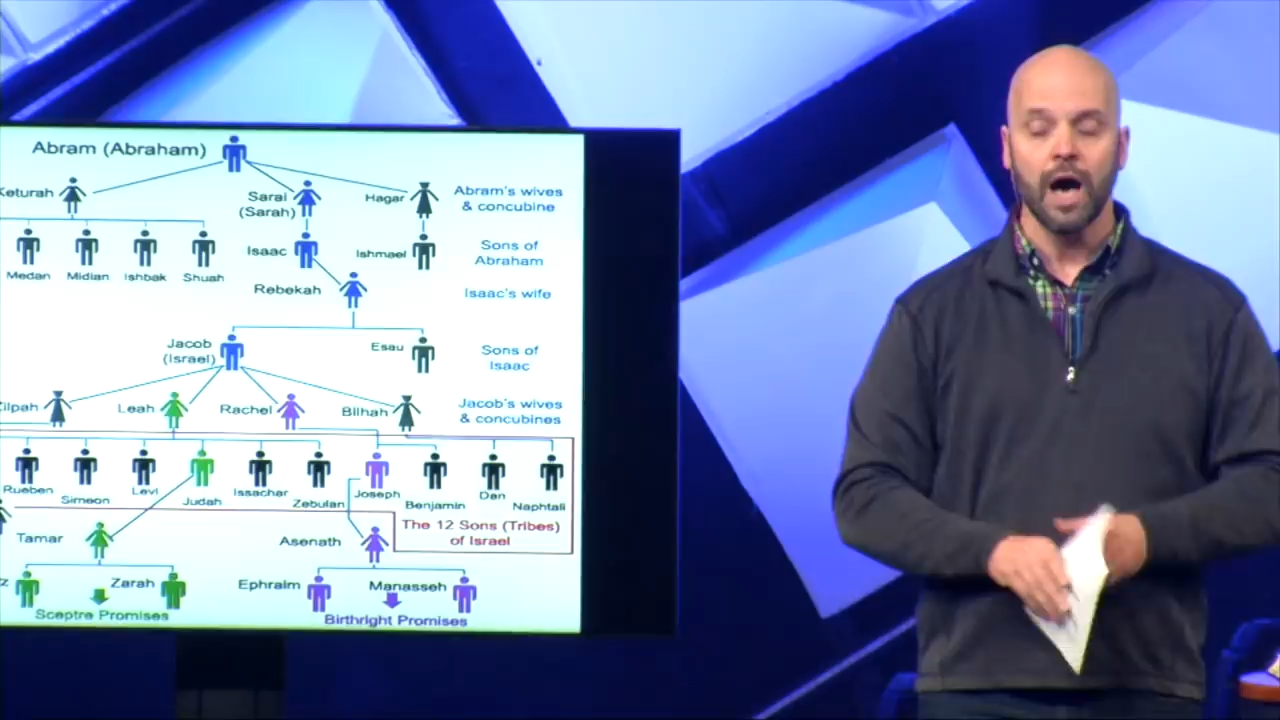 Abram (Abraham)
Keturah
Sarai
(Sarah)
Hagar
Abram's wives
& concubine
Medan
Midian
Ishbak
Shuah
Isaac
Ishmael
Sons of
Abraham
Rebekah
Isaac's wife
Jacob
(Israel)
Esau
Sons of
Isaac
Zilpah
Leah
Rachel
Bilhah
Jacob's wives
& concubines
Rueben
Simeon
Levi
Judah
Issachar
Zebulan
Joseph
Benjamin
Dan
Naphtali
The 12 Sons (Tribes)
of Israel
Tamar
Asenath
z
Zarah
Ephraim
Manasseh
Sceptre Promises
Birthright Promises